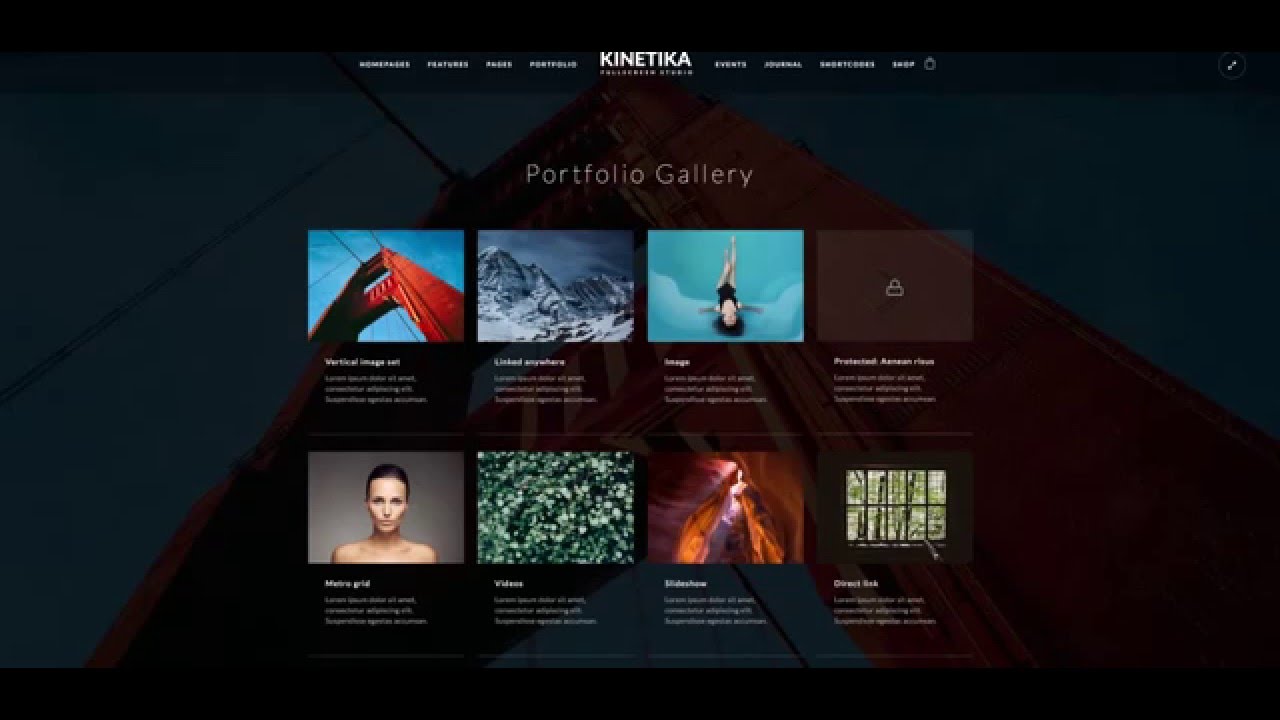 HOMEPAGES FEATURES PAGES PORTFOLIO KINETIKA EVENTS JOURNAL SHORTCODES SHOP
FULLSCREEN STUDIO
Portfolio Gallery
Vertical image set
Lorem ipsum dolor sit amet,
consectetur adipiscing elit.
Suspendisse egestas accumsan.
Linked anywhere
Lorem ipsum dolor sit amet,
consectetur adipiscing elit.
Suspendisse egestas accumsan.
Image
Lorem ipsum dolor sit amet,
consectetur adipiscing elit.
Suspendisse egestas accumsan.
Protected: Aenean risus
Lorem ipsum dolor sit amet,
consectetur adipiscing elit.
Suspendisse egestas accumsan.
Metro grid
Lorem ipsum dolor sit amet,
consectetur adipiscing elit.
Suspendisse egestas accumsan.
Videos
Lorem ipsum dolor sit amet,
consectetur adipiscing elit.
Suspendisse egestas accumsan.
Slideshow
Lorem ipsum dolor sit amet,
consectetur adipiscing elit.
Suspendisse egestas accumsan.
Direct link
Lorem ipsum dolor sit amet,
consectetur adipiscing elit.
Suspendisse egestas accumsan.